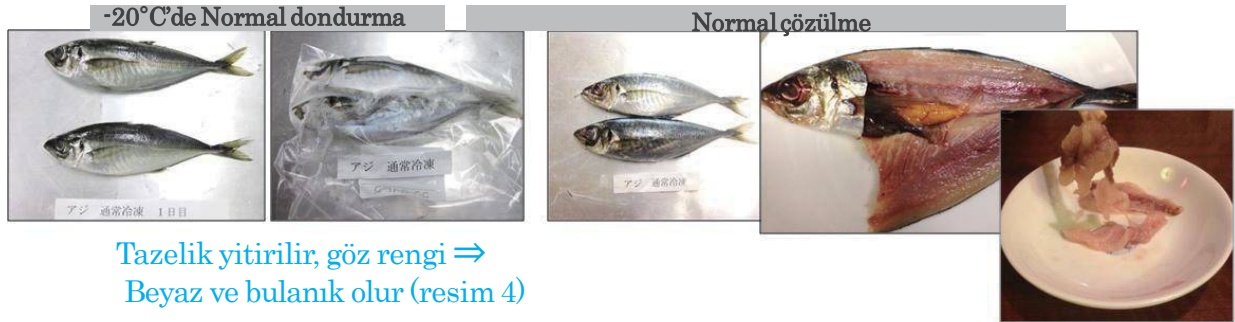 -20°C’de Normal dondurma
Normal çözülme
アジ 通常冷凍 1日目
アジ 通常冷凍
アジ 通常冷凍
Tazelik yitirilir, göz rengi ⇒
Beyaz ve bulanık olur (resim 4)